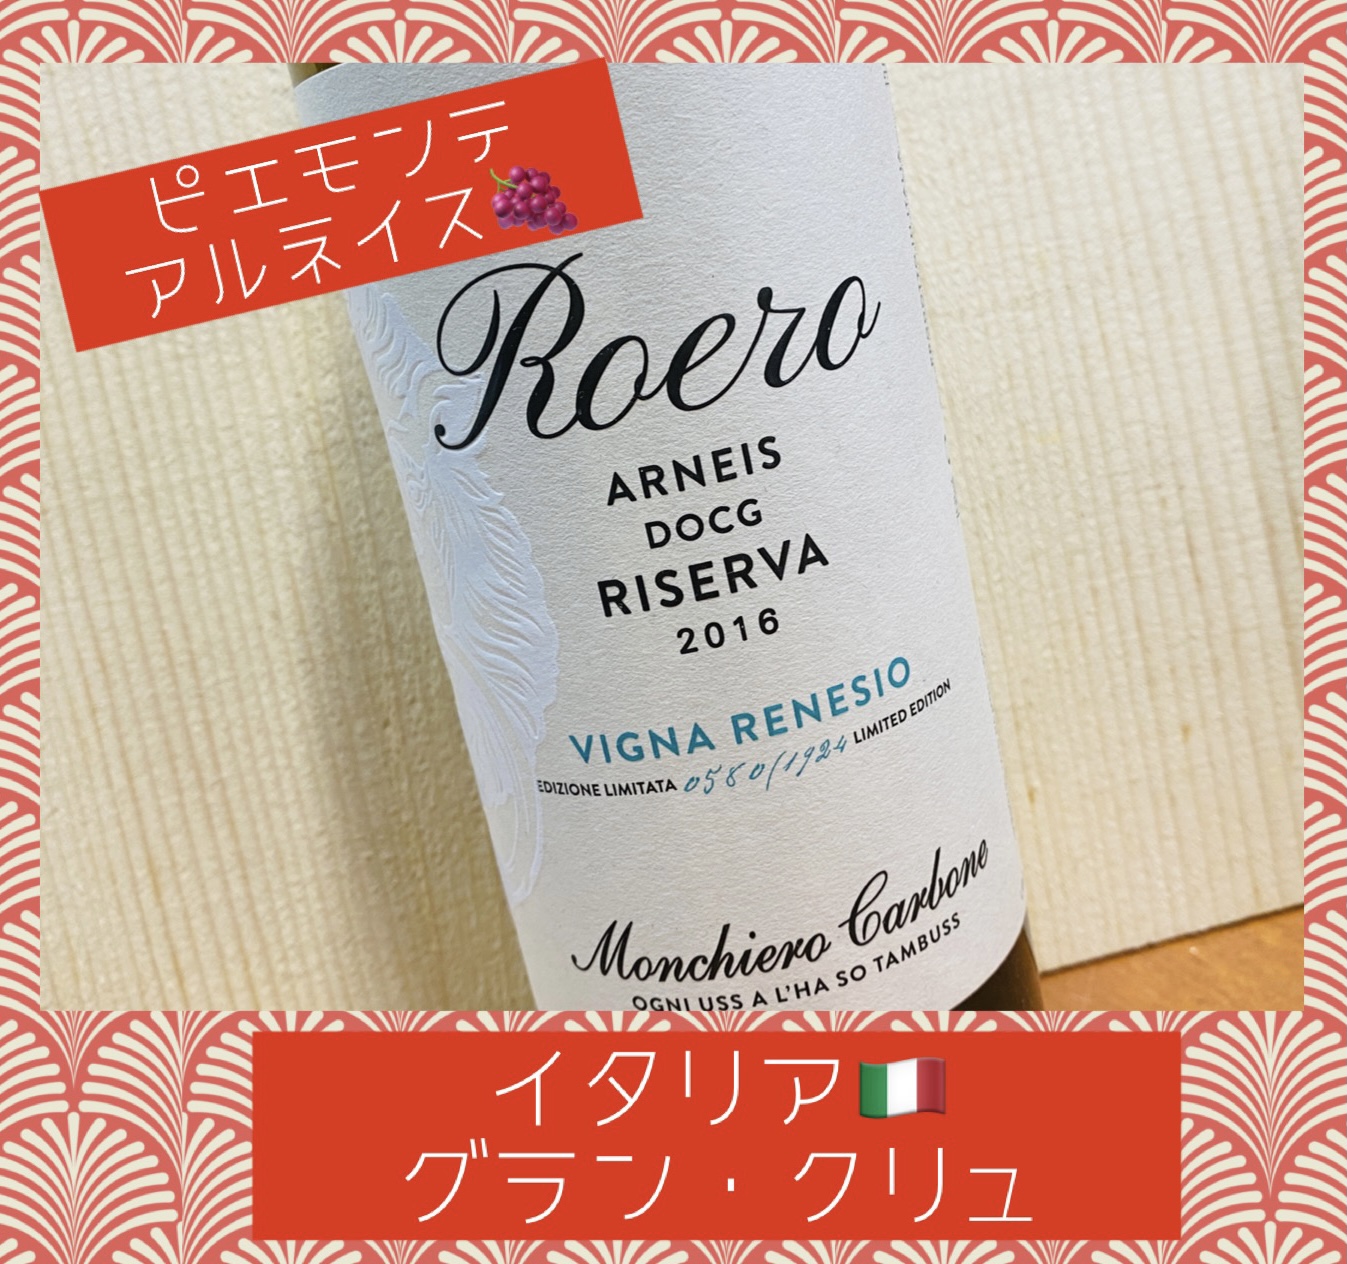 ピエモンテ
アルネイス🍇
Roero
ARNEIS
DOCG
RISERVA
2016
VIGNA RENESIO
EDIZIONE LIMITATA 0580/1924 LIMITED EDITION
Monchiero Carbone
OGNI USS A L'HA SO TAMBUSS
イタリア🇮🇹
グラン・クリュ